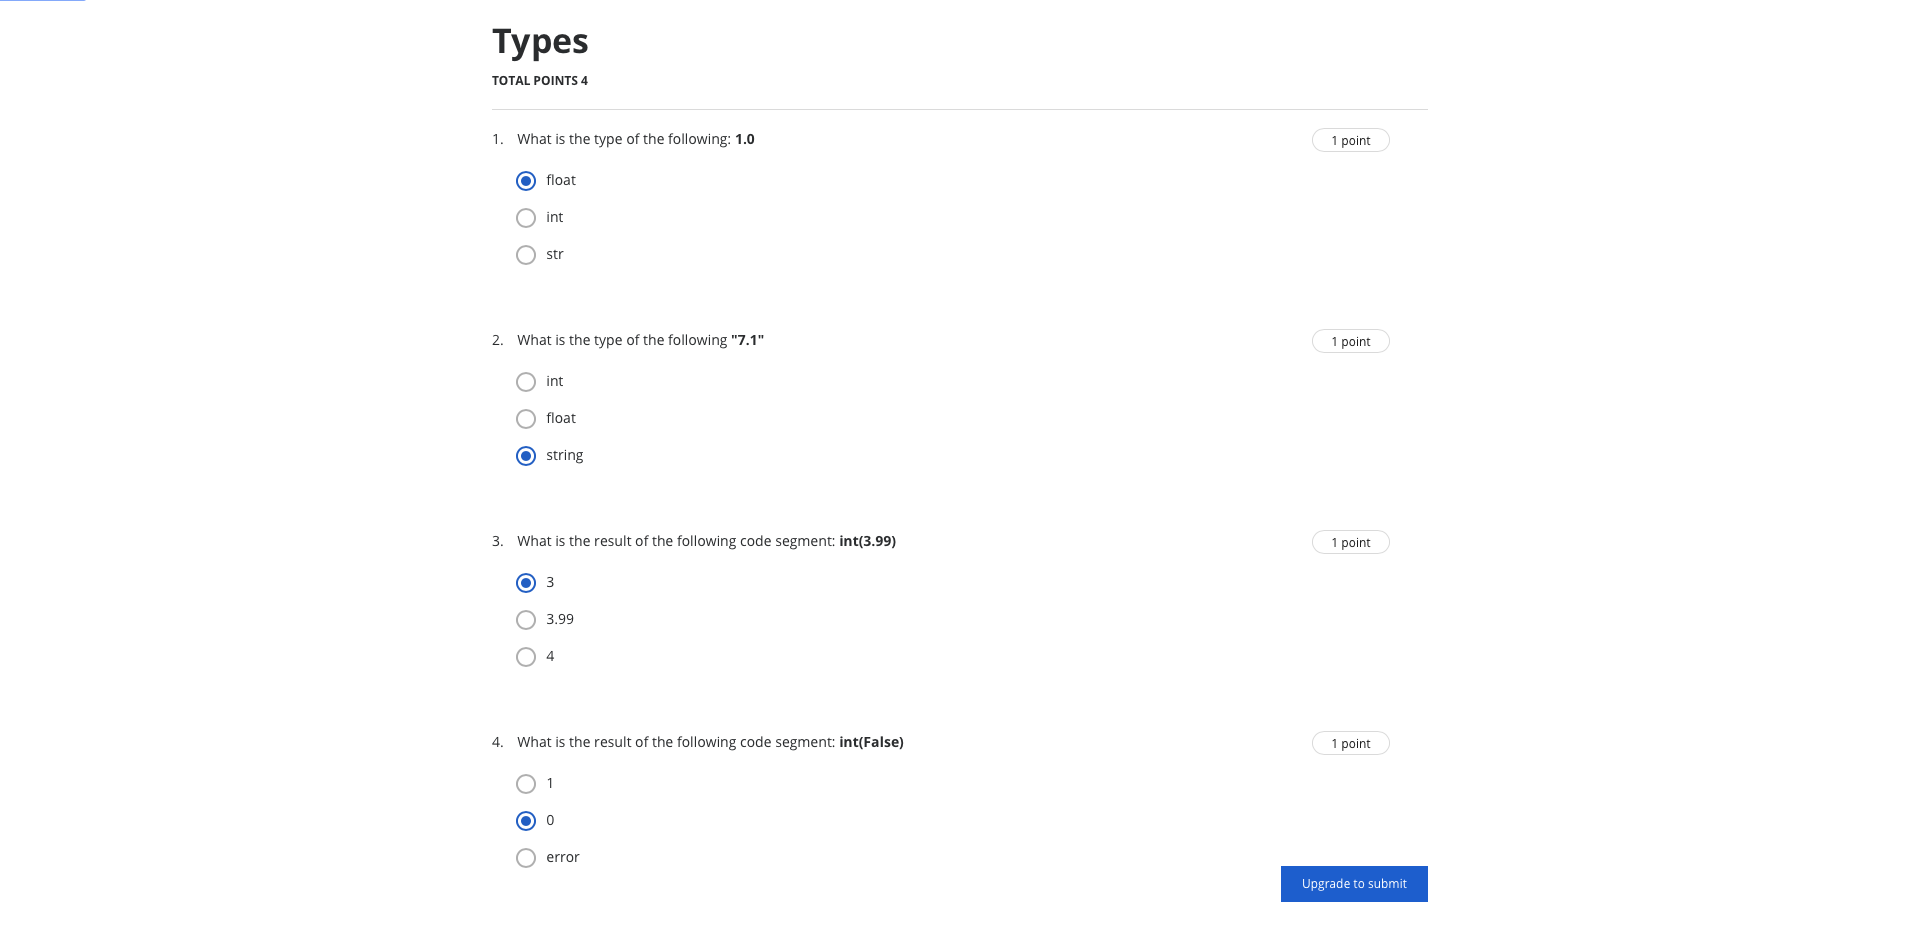 Types
TOTAL POINTS 4
1. What is the type of the following: 1.0
1 point
float
int
str
2. What is the type of the following "7.1"
1 point
int
float
string
3. What is the result of the following code segment: int(3.99)
1 point
3
3.99
4
4. What is the result of the following code segment: int(False)
1 point
1
0
error
Upgrade to submit